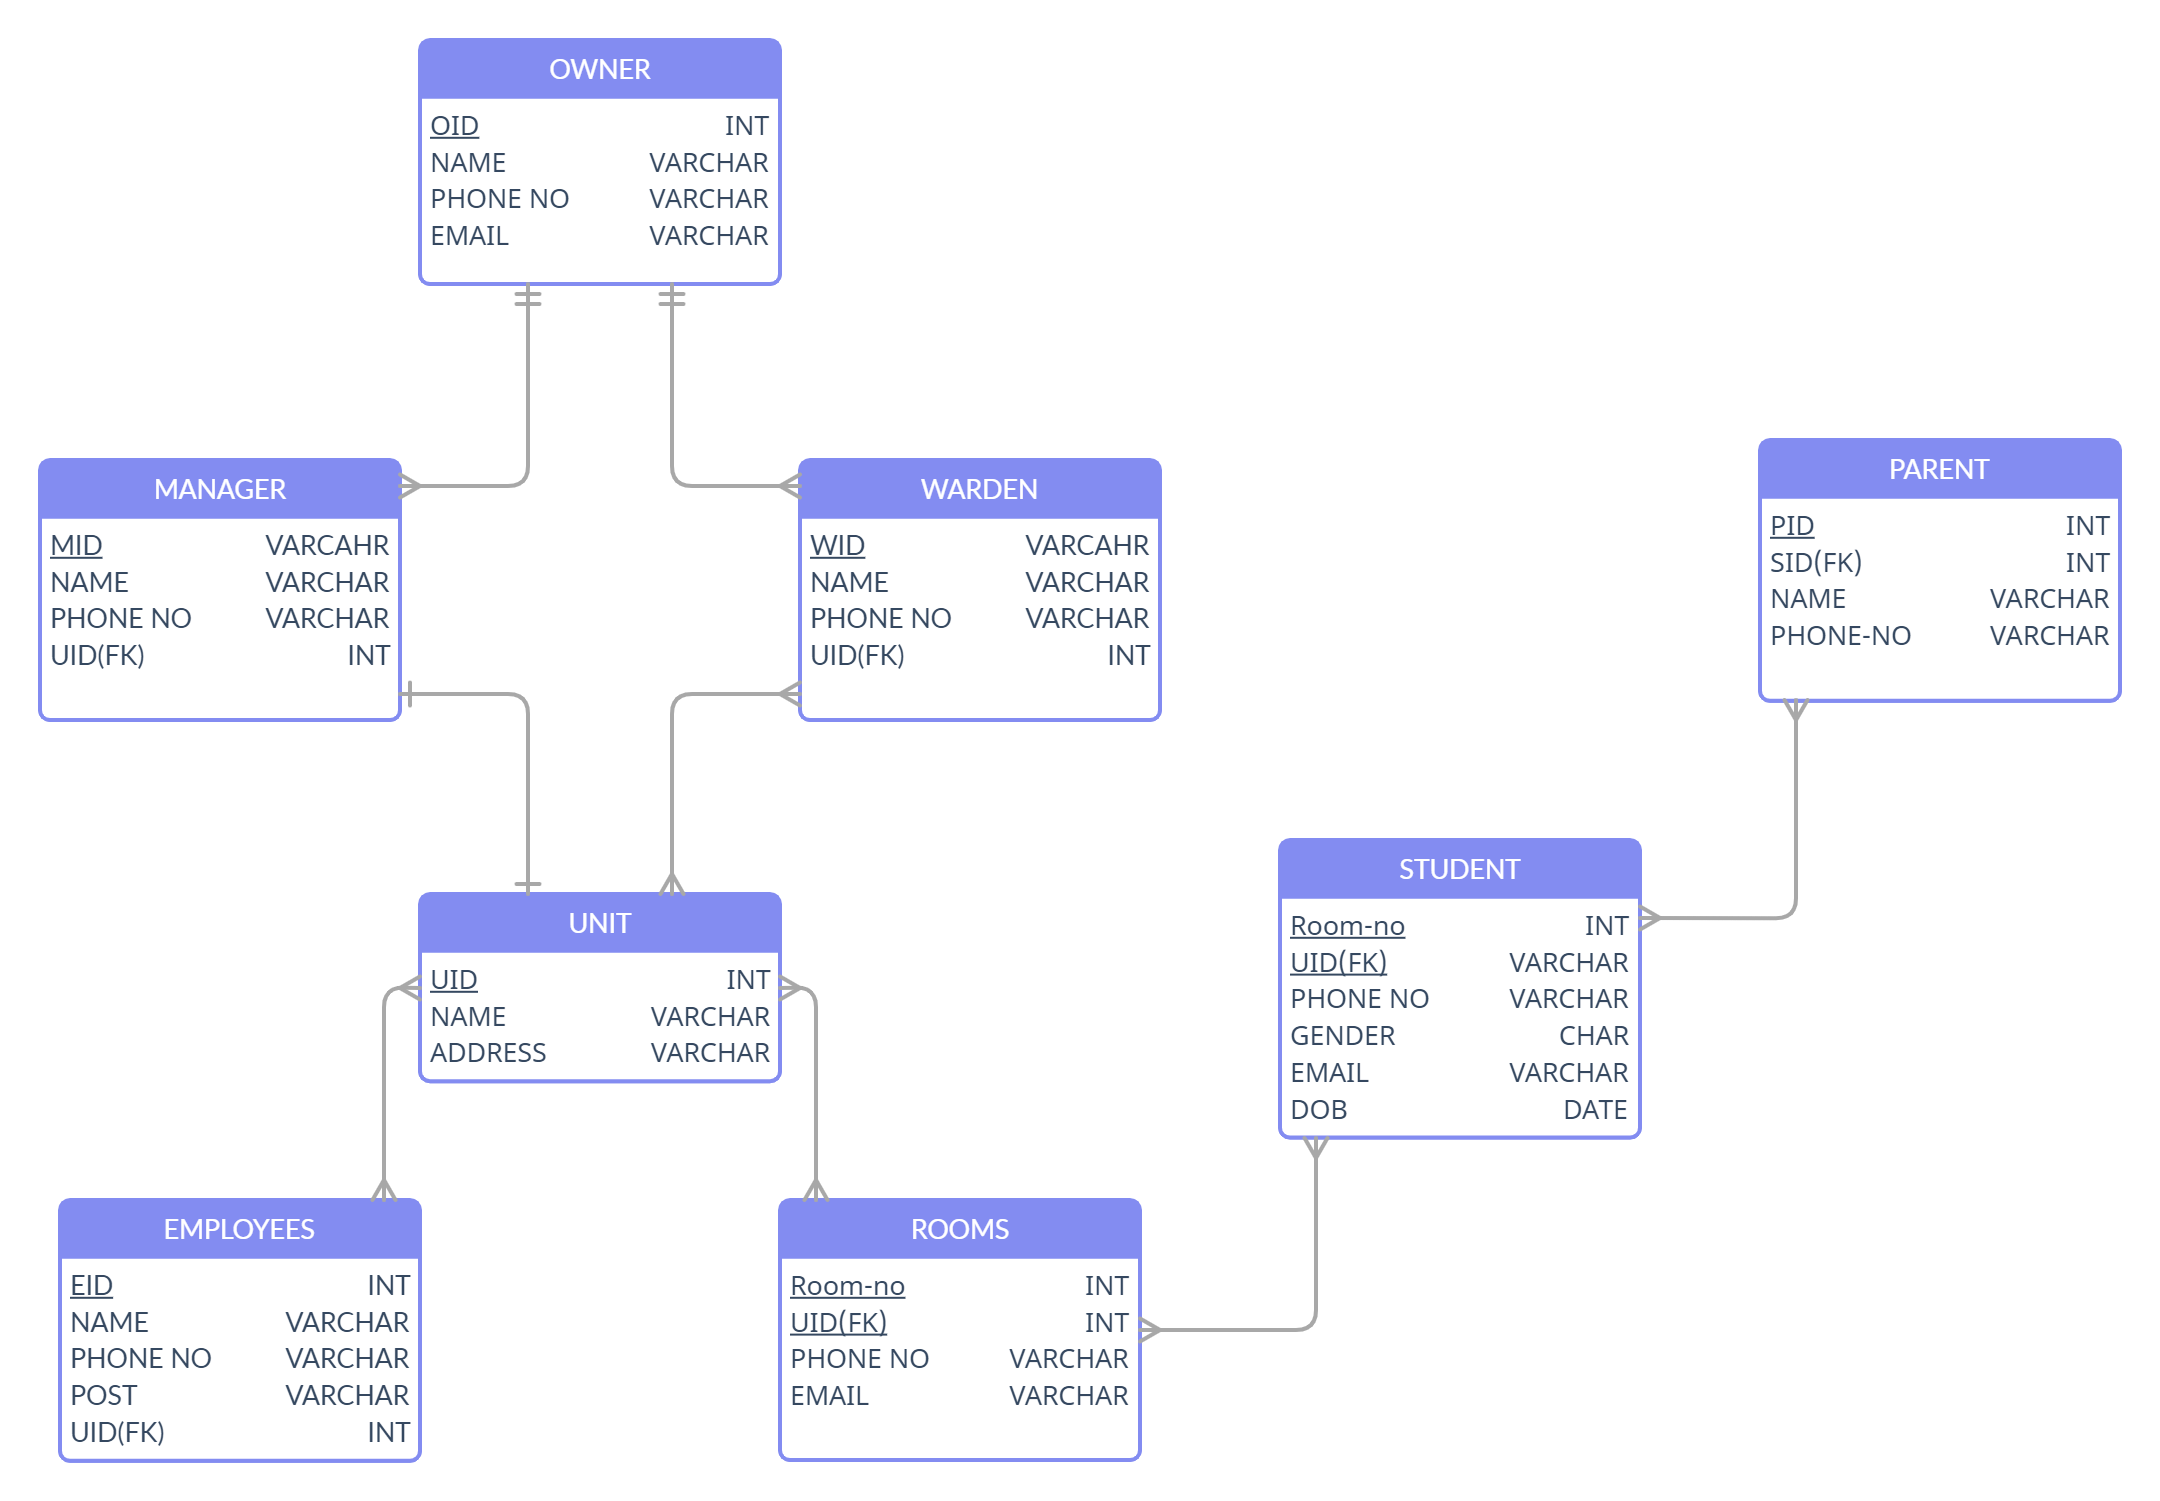 OWNER
OID INT
NAME VARCHAR
PHONE NO VARCHAR
EMAIL VARCHAR
MANAGER
MID VARCAHR
NAME VARCHAR
PHONE NO VARCHAR
UID(FK) INT
WARDEN
WID VARCAHR
NAME VARCHAR
PHONE NO VARCHAR
UID(FK) INT
PARENT
PID INT
SID(FK) INT
NAME VARCHAR
PHONE-NO VARCHAR
UNIT
UID INT
NAME VARCHAR
ADDRESS VARCHAR
STUDENT
Room-no INT
UID(FK) VARCHAR
PHONE NO VARCHAR
GENDER CHAR
EMAIL VARCHAR
DOB DATE
EMPLOYEES
EID INT
NAME VARCHAR
PHONE NO VARCHAR
POST VARCHAR
UID(FK) INT
ROOMS
Room-no INT
UID(FK) INT
PHONE NO VARCHAR
EMAIL VARCHAR